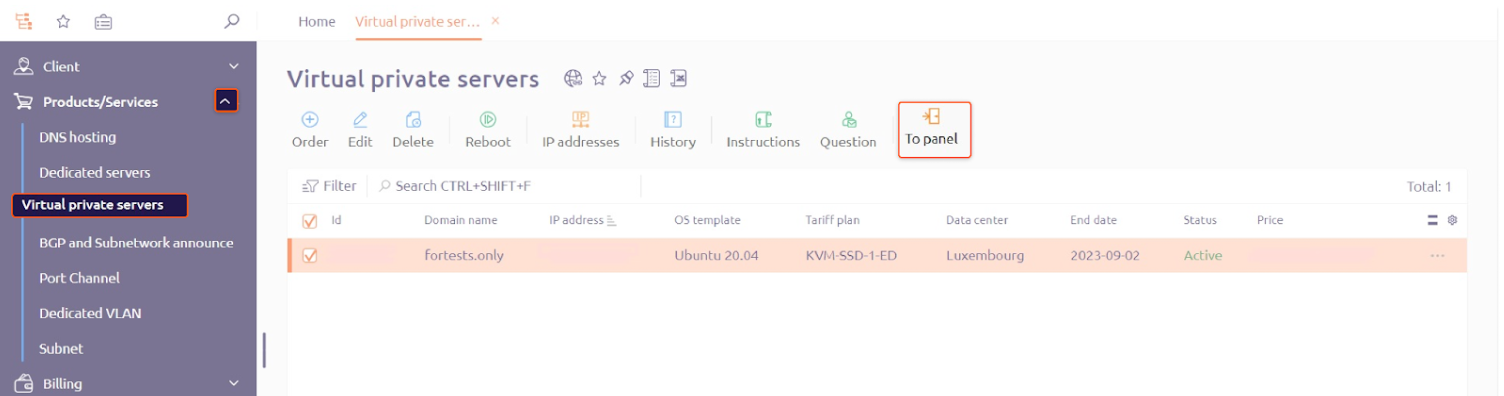 Home Virtual private ser... ×
Client
Products/Services
DNS hosting
Dedicated servers
Virtual private servers
BGP and Subnetwork announce
Port Channel
Dedicated VLAN
Subnet
Billing
Virtual private servers
Order Edit Delete Reboot IP addresses History Instructions Question To panel
Filter Search CTRL+SHIFT+F Total: 1
Id Domain name IP address OS template Tariff plan Data center End date Status Price
fortests.only Ubuntu 20.04 KVM-SSD-1-ED Luxembourg 2023-09-02 Active ...